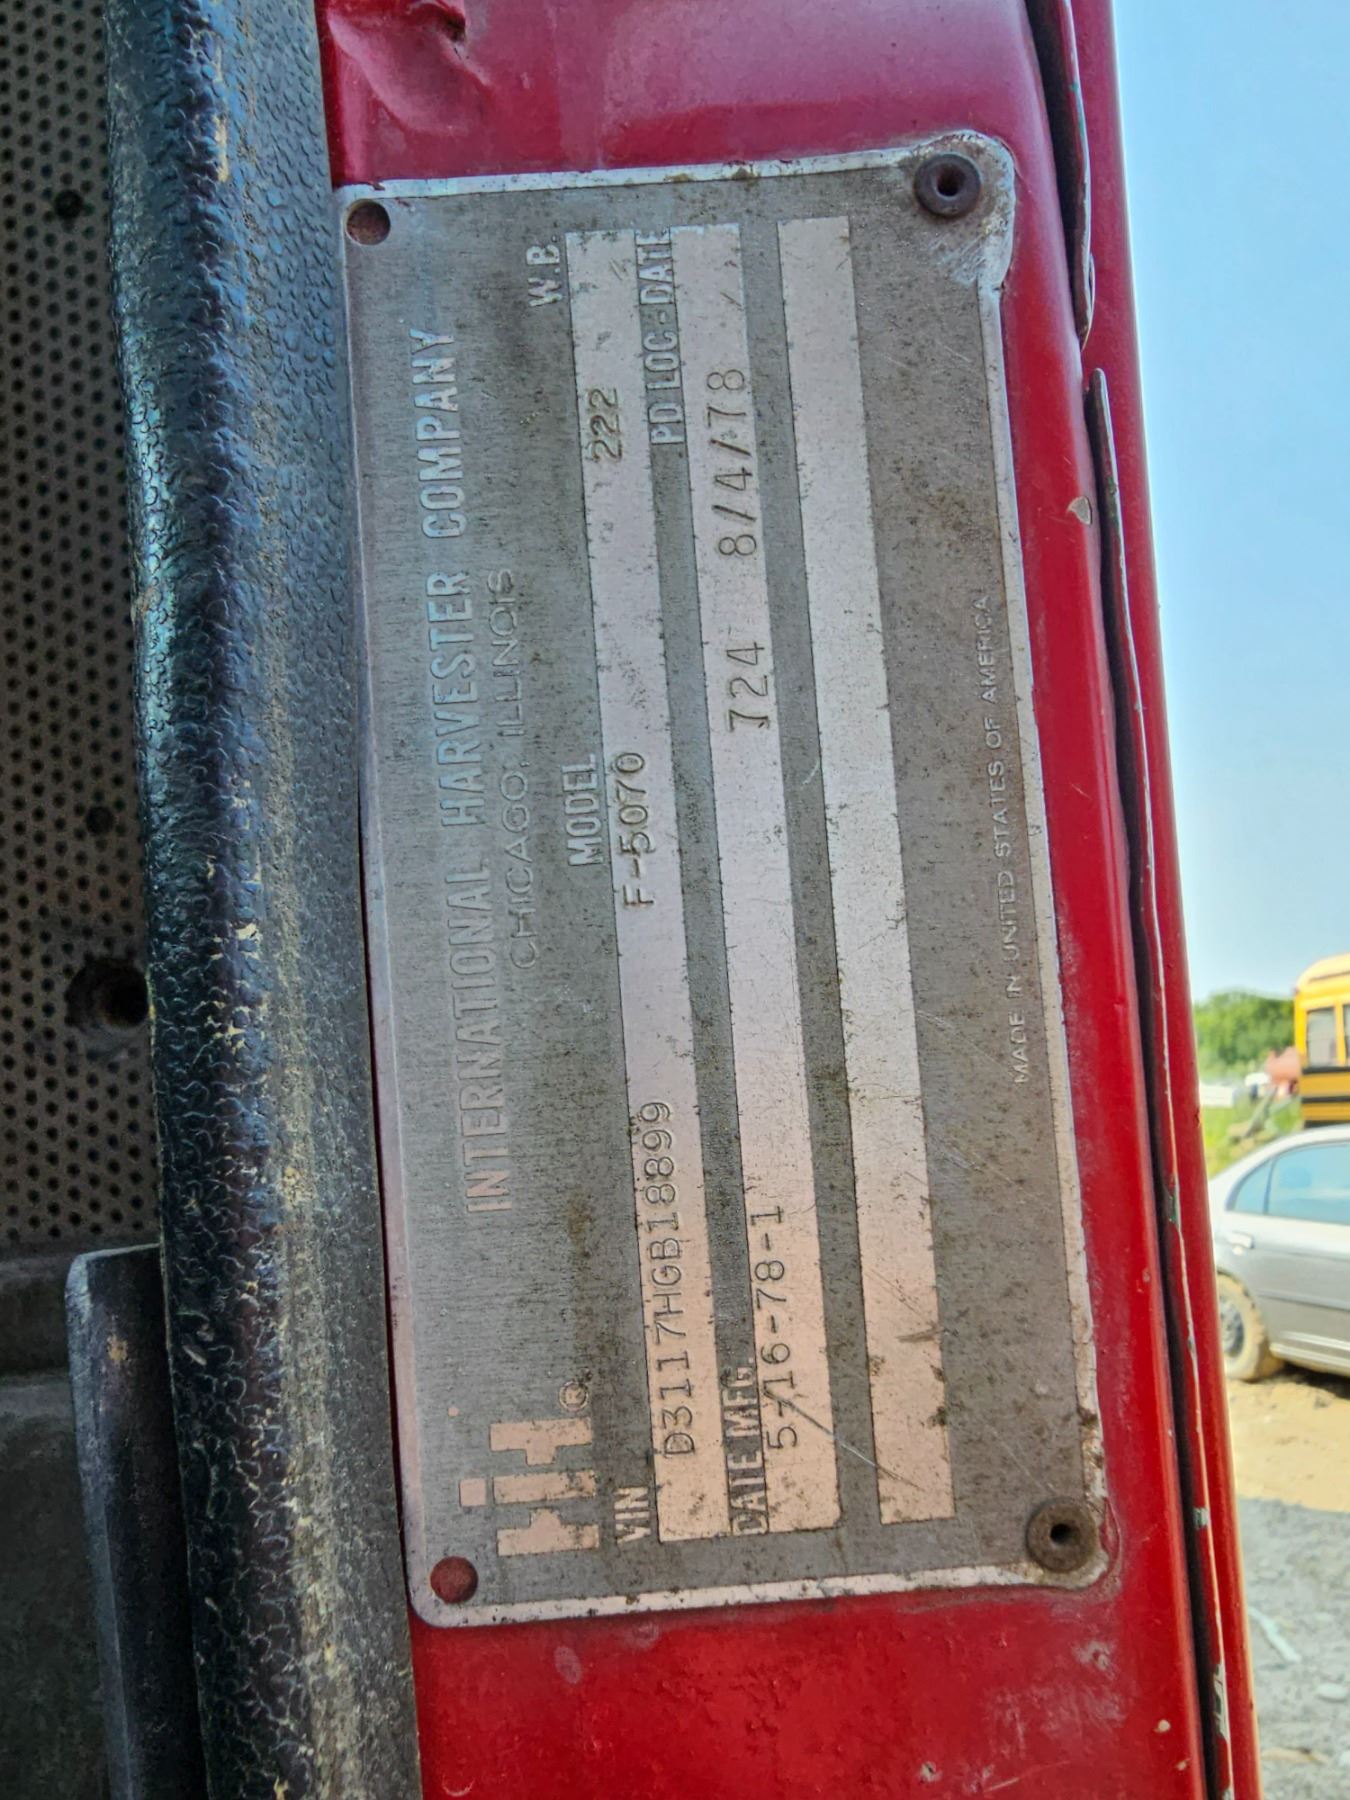 INTERNATIONAL HARVESTER COMPANY
CHICAGO, ILLINOIS
IH®
VIN MODEL W.B.
D3117HGB18899 F-5070 222
DATE MFG. PD LOC-DATE
5-16-78-1 724 8/4/78
MADE IN UNITED STATES OF AMERICA